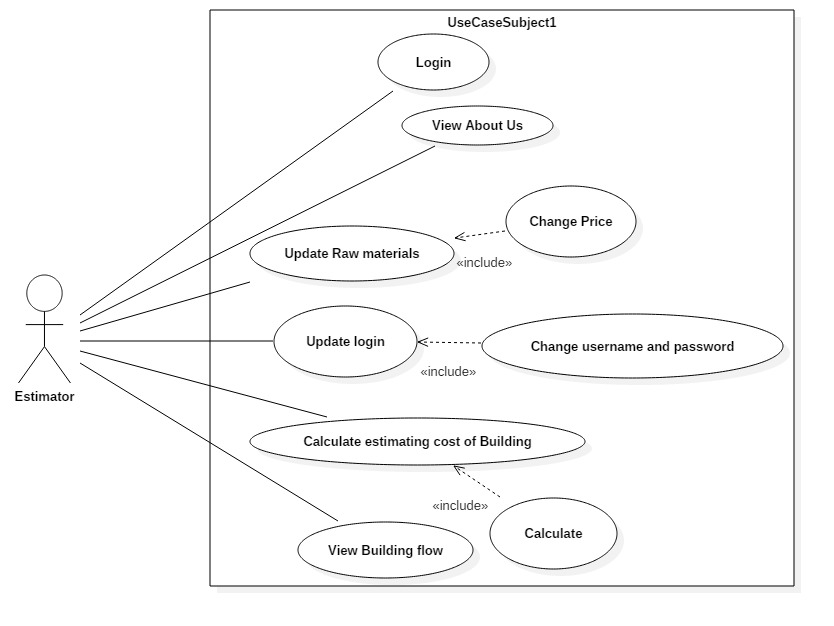 UseCaseSubject1
Login
View About Us
Change Price
Update Raw materials
«include»
Update login
Change username and password
«include»
Estimator
Calculate estimating cost of Building
«include»
Calculate
View Building flow